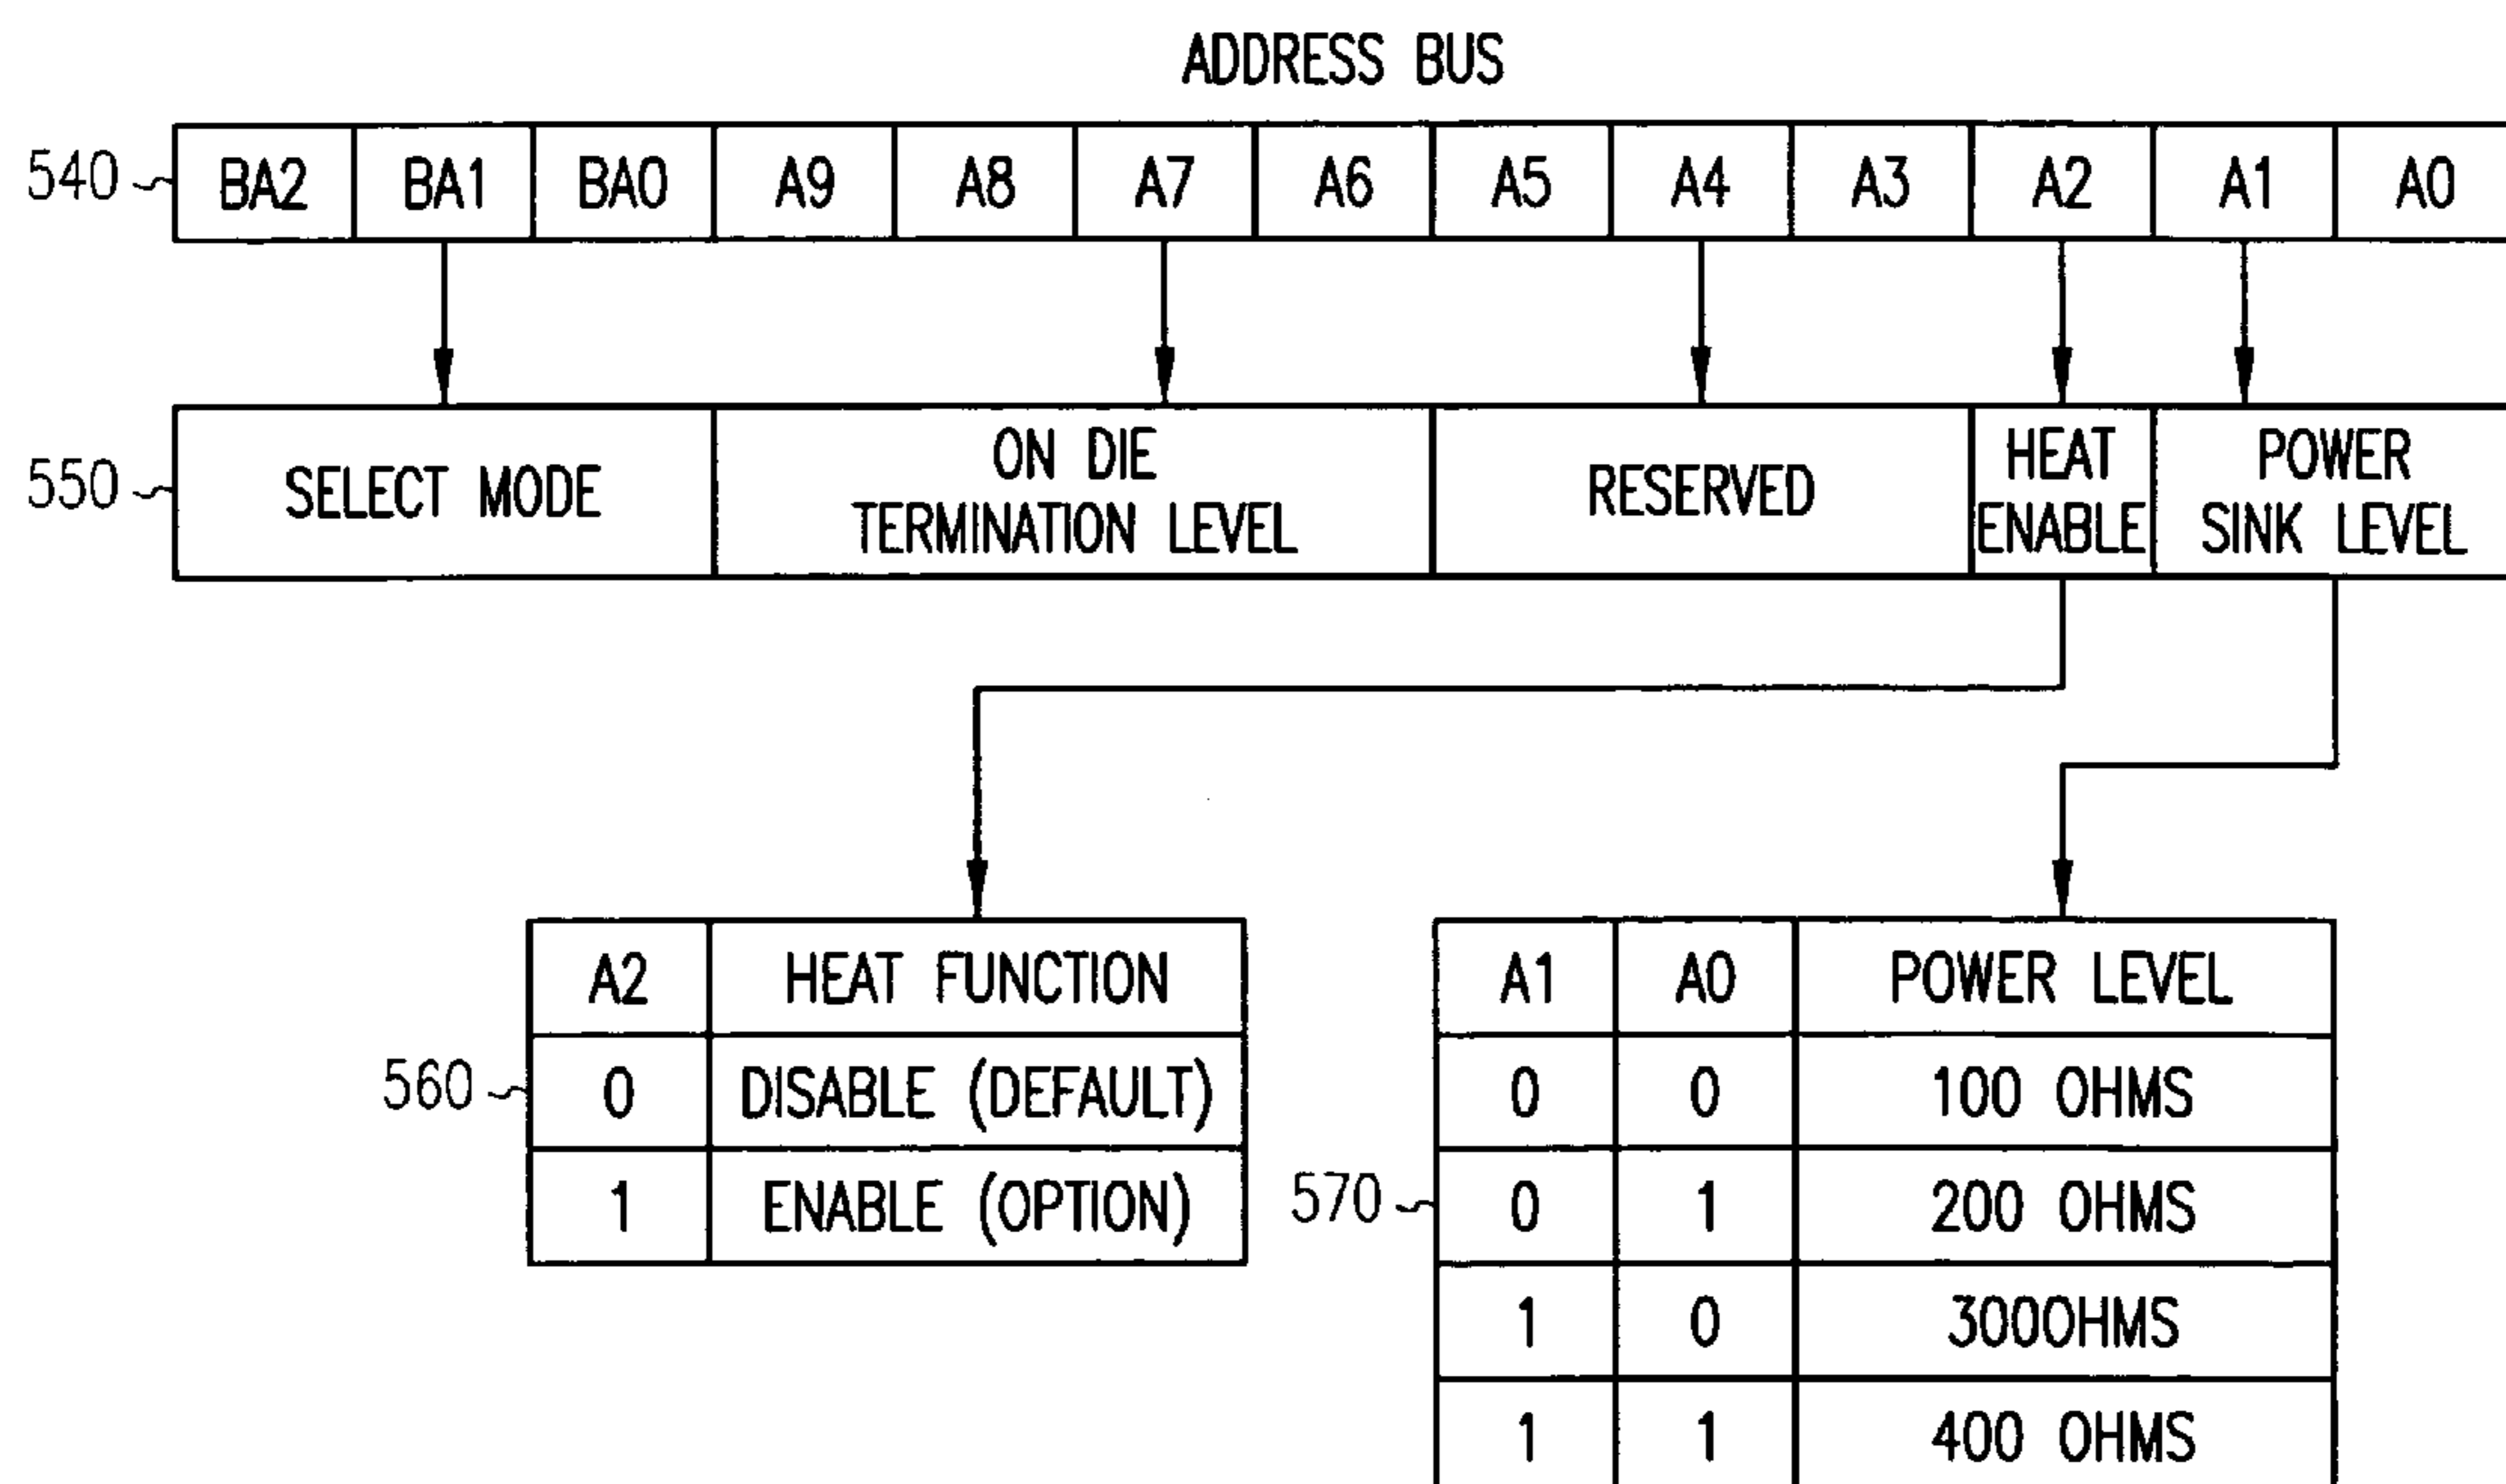 ADDRESS BUS
540 BA2 BA1 BA0 A9 A8 A7 A6 A5 A4 A3 A2 A1 A0
550 SELECT MODE
ON DIE
TERMINATION LEVEL
RESERVED
HEAT
ENABLE
POWER
SINK LEVEL
A2 HEAT FUNCTION
560 0 DISABLE (DEFAULT)
1 ENABLE (OPTION)
A1 A0 POWER LEVEL
0 0 100 OHMS
570 0 1 200 OHMS
1 0 300OHMS
1 1 400 OHMS